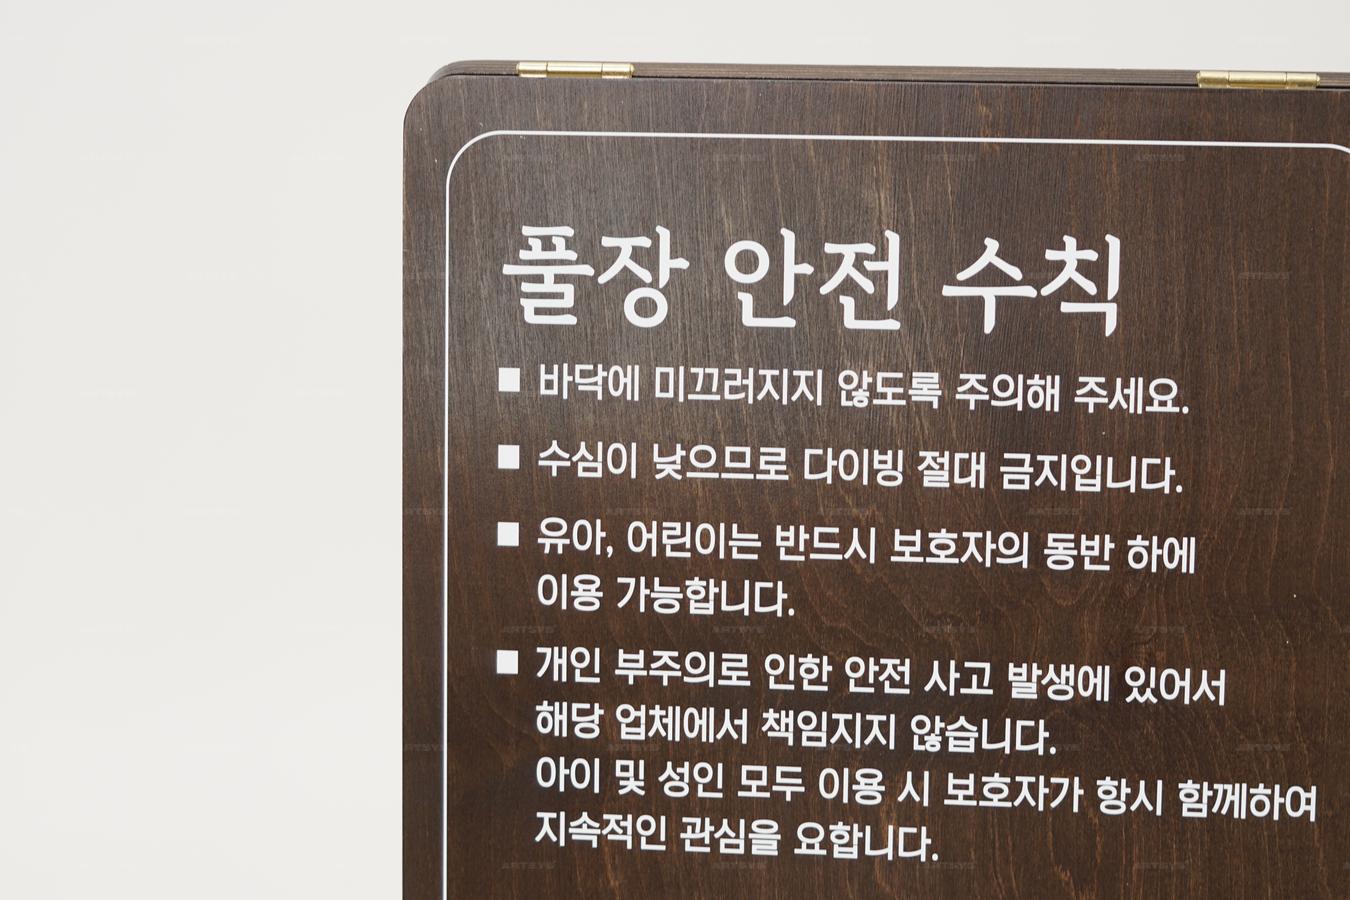 풀장 안전 수칙
■ 바닥에 미끄러지지 않도록 주의해 주세요.
■ 수심이 낮으므로 다이빙 절대 금지입니다.
■ 유아, 어린이는 반드시 보호자의 동반 하에
이용 가능합니다.
■ 개인 부주의로 인한 안전 사고 발생에 있어서
해당 업체에서 책임지지 않습니다.
아이 및 성인 모두 이용 시 보호자가 항시 함께하여
지속적인 관심을 요합니다.